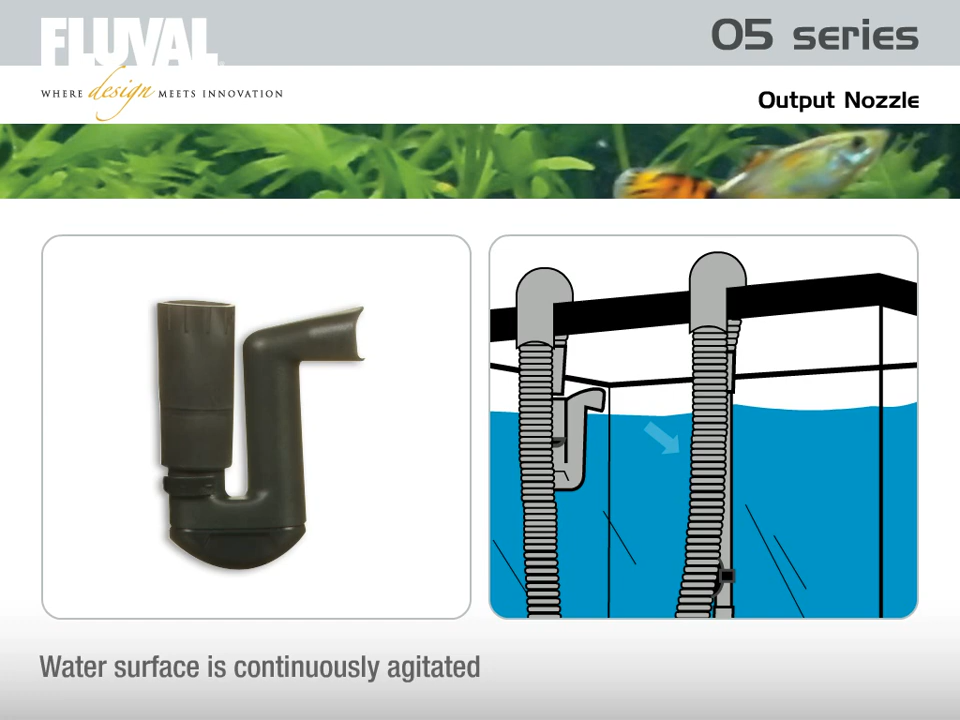 FLUVAL
WHERE design MEETS INNOVATION
05 series
Output Nozzle
Water surface is continuously agitated